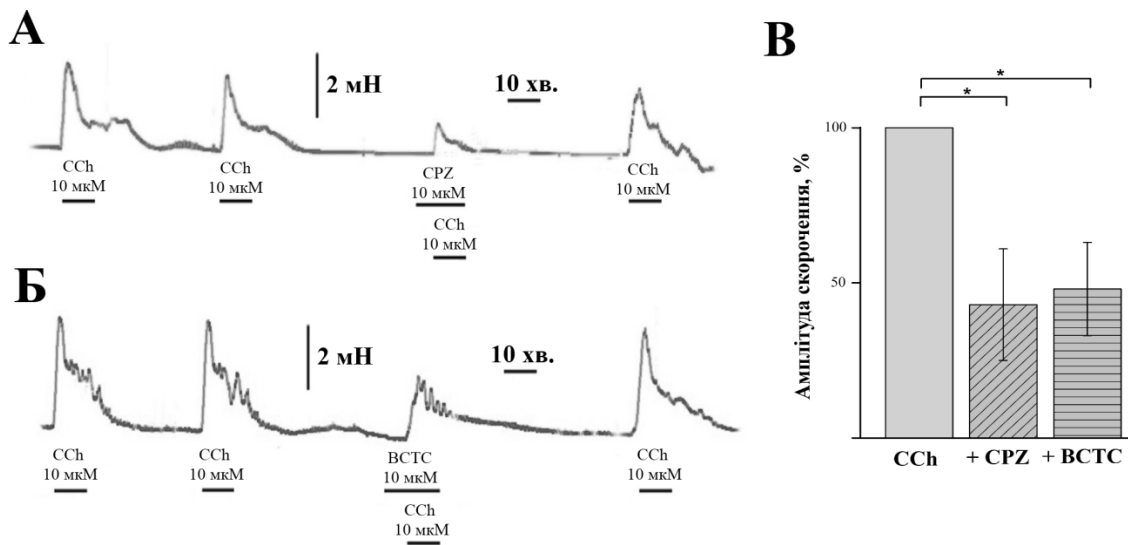 А
2 мН
10 хв.
CCh
10 мкМ
CCh
10 мкМ
CPZ
10 мкМ
CCh
10 мкМ
CCh
10 мкМ
Б
2 мН
10 хв.
CCh
10 мкМ
CCh
10 мкМ
BCTC
10 мкМ
CCh
10 мкМ
CCh
10 мкМ
В
*
*
Амплітуда скорочення, %
100
50
CCh
+ CPZ
+ BCTC